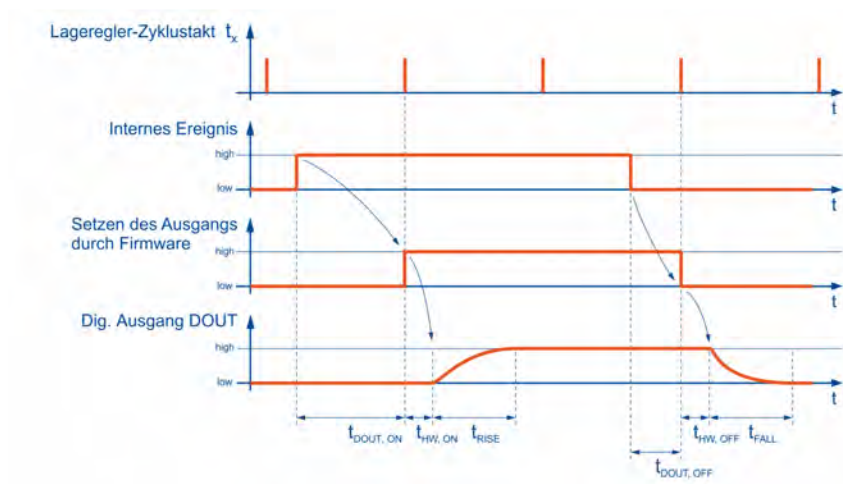 Lageregler-Zyklustakt tx
t
Internes Ereignis
high
low
t
Setzen des Ausgangs
durch Firmware
high
low
t
Dig. Ausgang DOUT
high
low
t
tDOUT, ON
tHW, ON
tRISE
tHW, OFF
tFALL
tDOUT, OFF